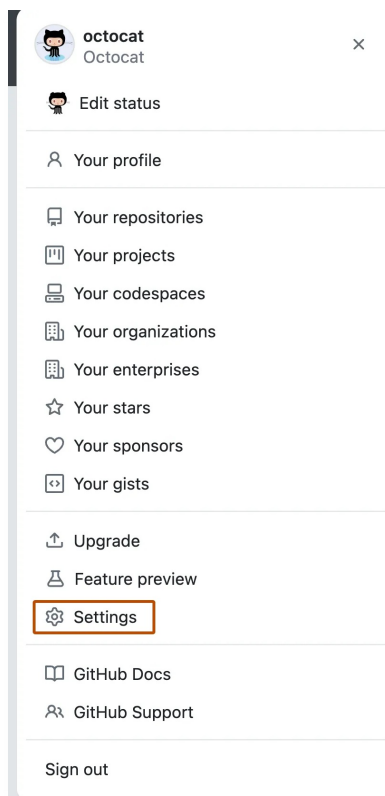 octocat
Octocat
Edit status
Your profile
Your repositories
Your projects
Your codespaces
Your organizations
Your enterprises
Your stars
Your sponsors
Your gists
Upgrade
Feature preview
Settings
GitHub Docs
GitHub Support
Sign out